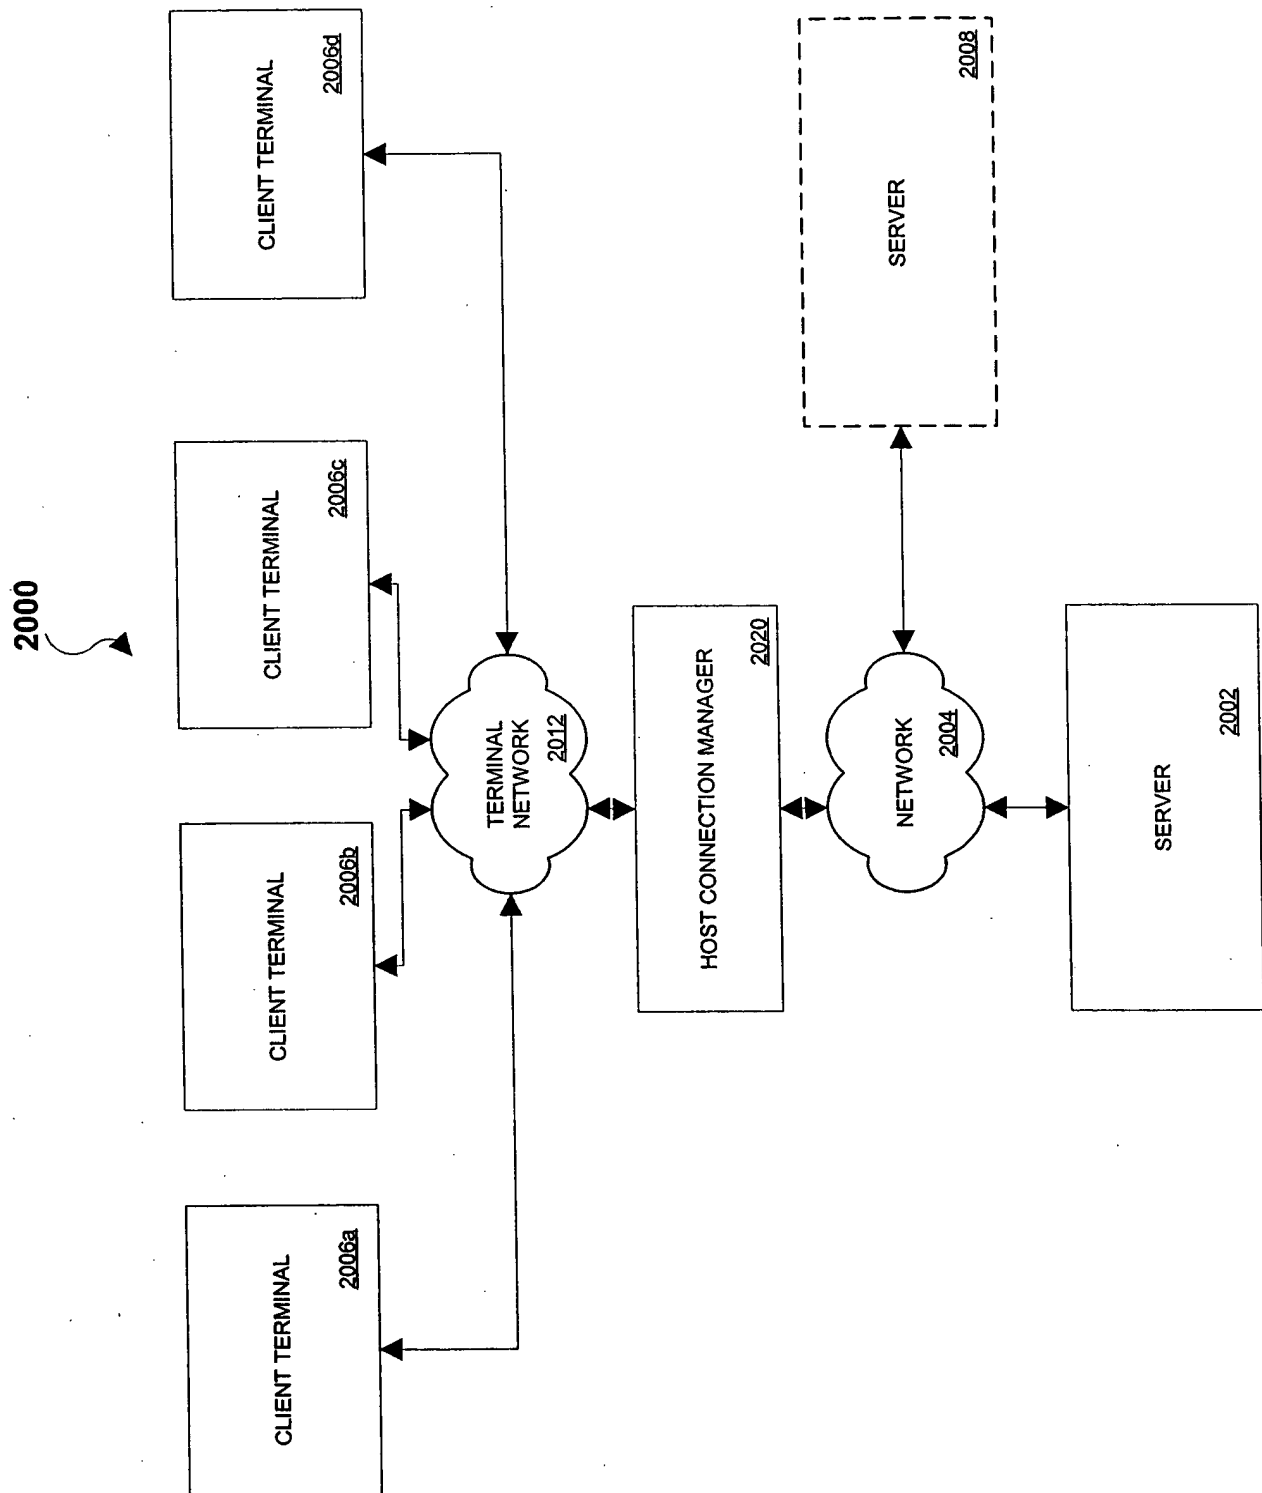 2000
CLIENT TERMINAL
2006a
CLIENT TERMINAL
2006b
CLIENT TERMINAL
2006c
CLIENT TERMINAL
2006d
TERMINAL
NETWORK
2012
HOST CONNECTION MANAGER
2020
NETWORK
2004
SERVER
2002
SERVER
2008